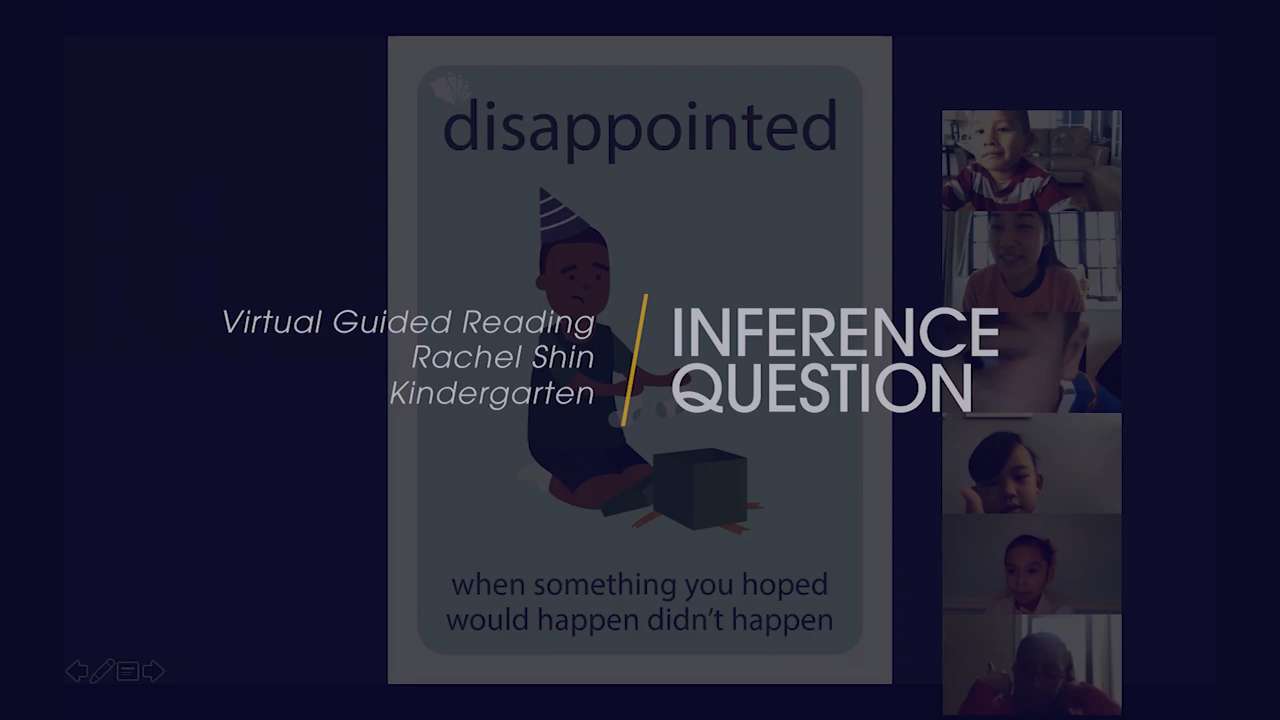 disappointed
Virtual Guided Reading
Rachel Shin
Kindergarten
INFERENCE
QUESTION
when something you hoped
would happen didn't happen